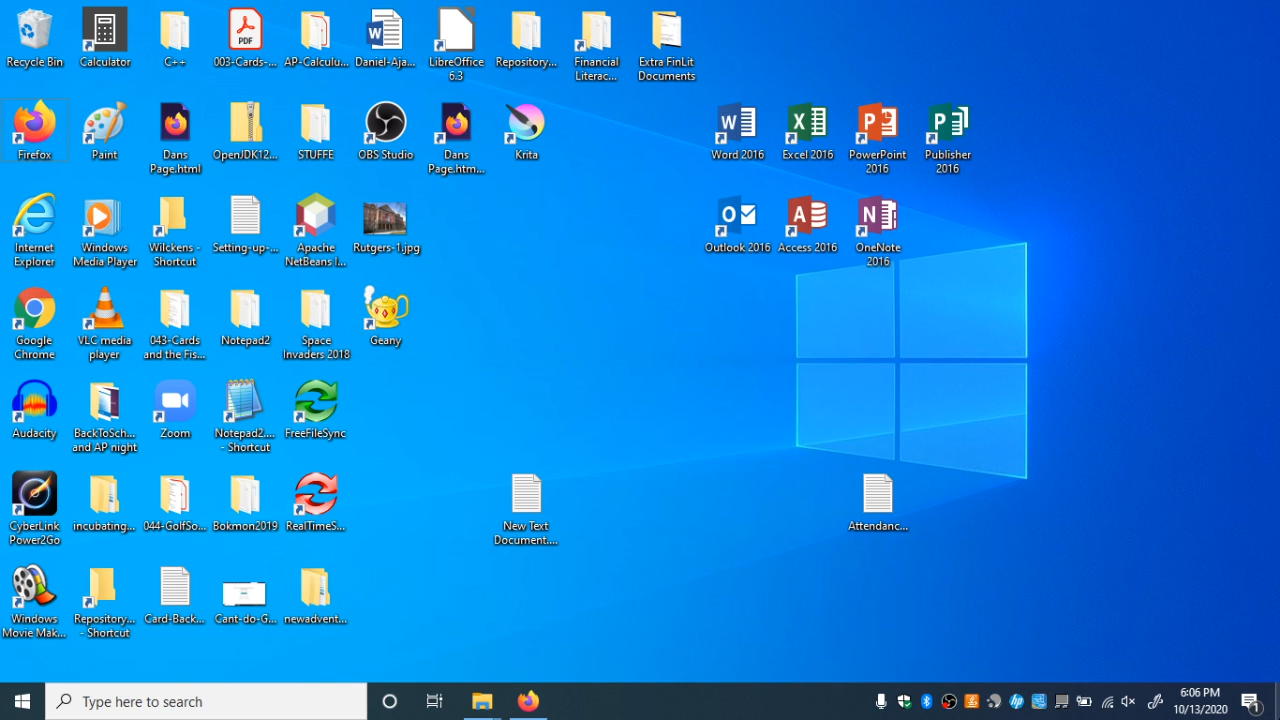 Recycle Bin
Calculator
C++
003-Cards-...
AP-Calculu...
Daniel-Aja...
LibreOffice
6.3
Repository...
Financial
Literac...
Extra FinLit
Documents
PDF
Firefox
Paint
Dans
Page.html
OpenJDK12...
STUFFE
OBS Studio
Dans
Page.htm...
Krita
Word 2016
Excel 2016
PowerPoint
2016
Publisher
2016
Internet
Explorer
Windows
Media Player
Wilckens -
Shortcut
Setting-up-...
Apache
NetBeans I...
Rutgers-1.jpg
Outlook 2016
Access 2016
OneNote
2016
Google
Chrome
VLC media
player
043-Cards
and the Fis...
Notepad2
Space
Invaders 2018
Geany
Audacity
BackToSch...
and AP night
Zoom
Notepad2....
- Shortcut
FreeFileSync
CyberLink
Power2Go
incubating...
044-GolfSo...
Bokmon2019
RealTimeS...
New Text
Document....
Attendanc...
Windows
Movie Mak...
Repository...
- Shortcut
Card-Back...
Cant-do-G...
newadvent...
Type here to search
6:06 PM
10/13/2020
1